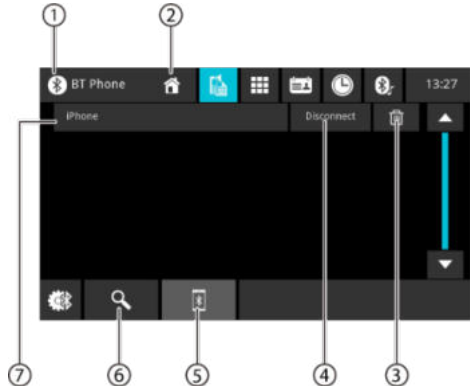 ① ②
BT Phone 13:27
iPhone Disconnect
⑦ ⑥ ⑤ ④ ③